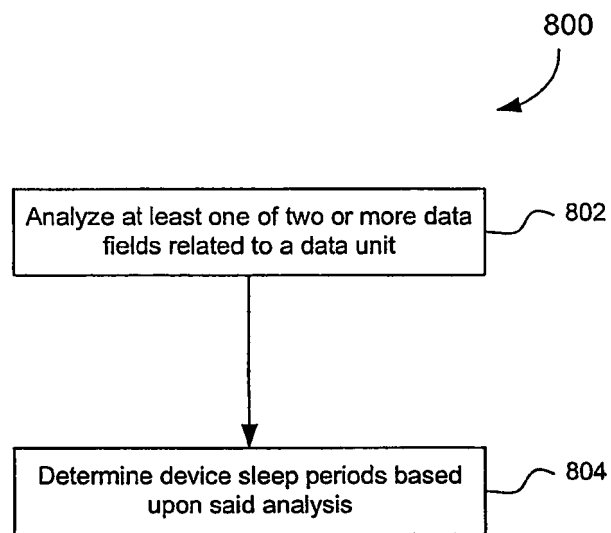 800
Analyze at least one of two or more data
fields related to a data unit
802
Determine device sleep periods based
upon said analysis
804